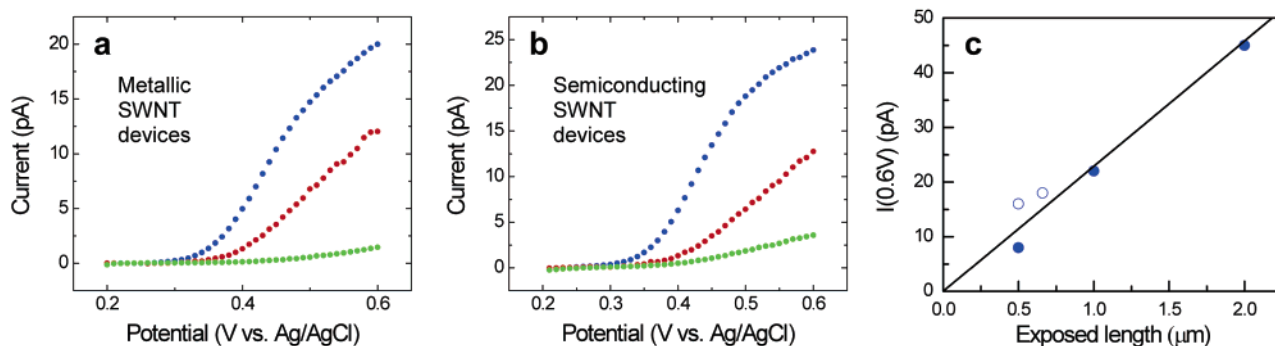 a
Metallic
SWNT
devices
Current (pA)
20
15
10
5
0
0.2 0.4 0.6
Potential (V vs. Ag/AgCl)
b
Semiconducting
SWNT
devices
Current (pA)
25
20
15
10
5
0
0.2 0.3 0.4 0.5 0.6
Potential (V vs. Ag/AgCl)
c
I(0.6V) (pA)
50
40
30
20
10
0
0.0 0.5 1.0 1.5 2.0
Exposed length (μm)